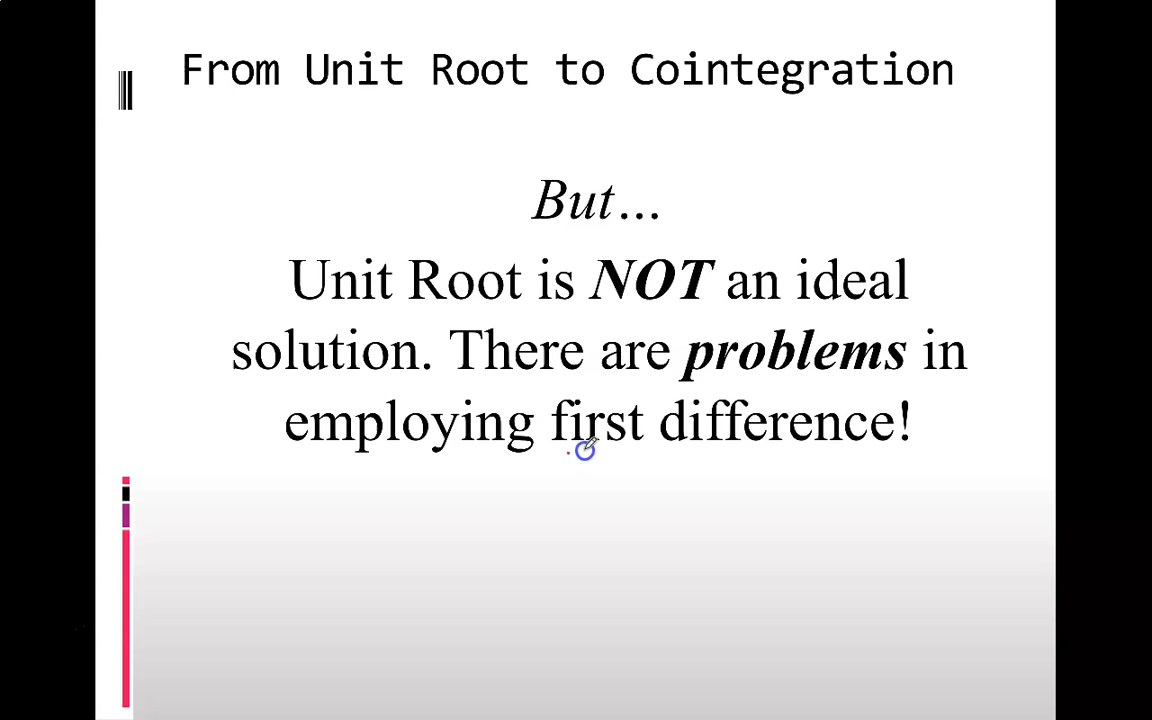 From Unit Root to Cointegration
But…
Unit Root is NOT an ideal
solution. There are problems in
employing first difference!